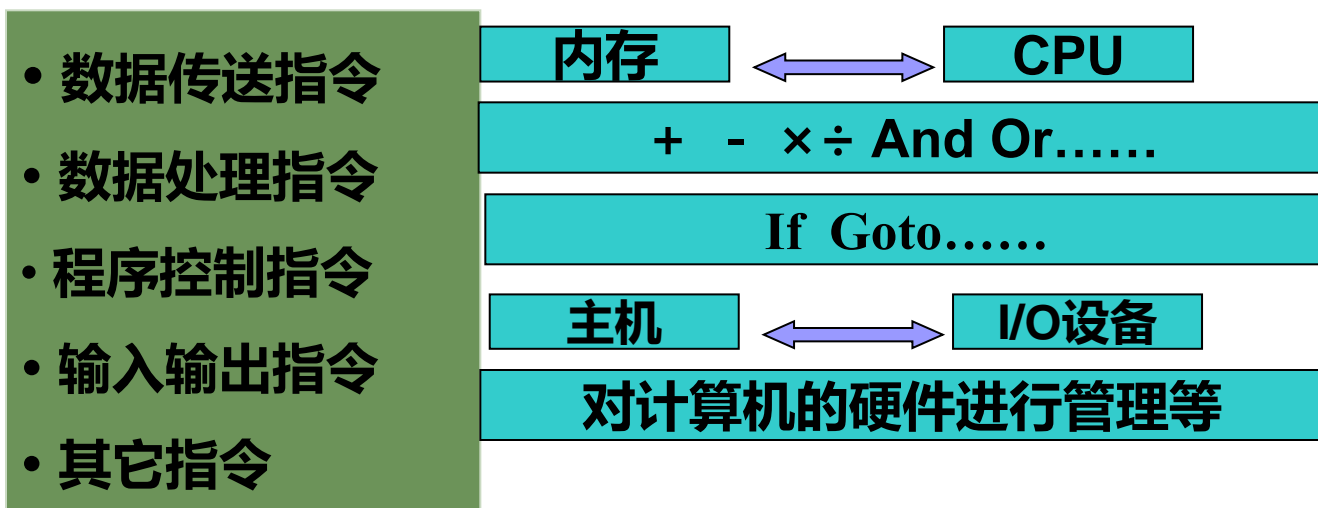 • 数据传送指令
内存 CPU
• 数据处理指令
+ - ×÷ And Or……
• 程序控制指令
If Goto……
• 输入输出指令
主机 I/O设备
• 其它指令
对计算机的硬件进行管理等